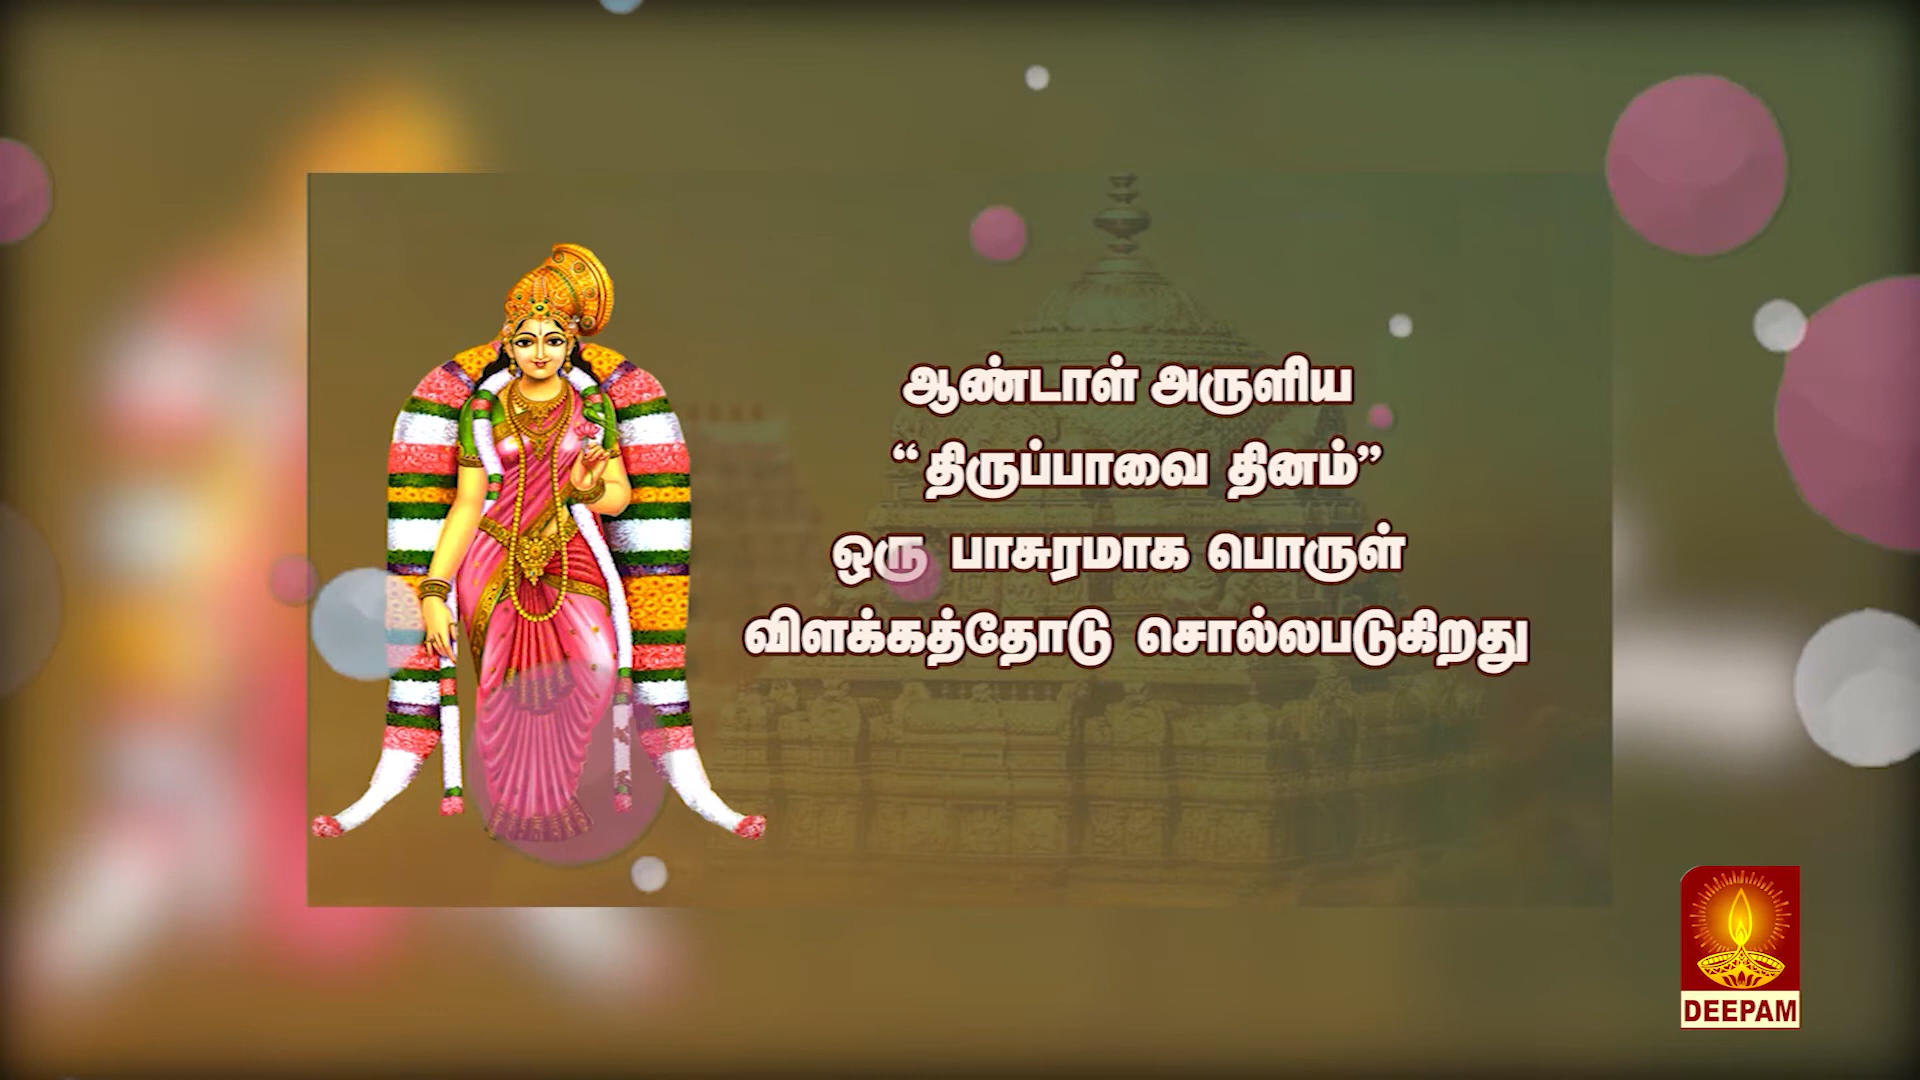 ஆண்டாள் அருளிய
“திருப்பாவை தினம்”
ஒரு பாசுரமாக பொருள்
விளக்கத்தோடு சொல்லபடுகிறது
DEEPAM